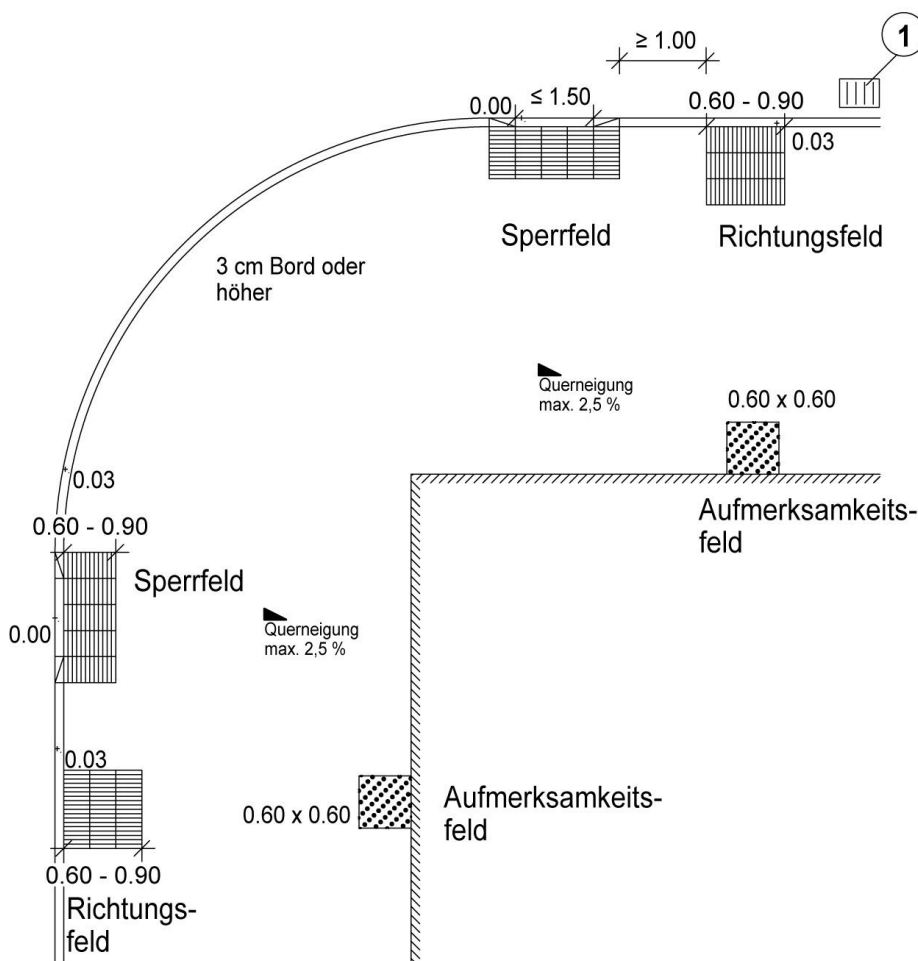 1
≥ 1.00
0.00
≤ 1.50
0.60 - 0.90
0.03
Sperrfeld
Richtungsfeld
3 cm Bord oder
höher
Querneigung
max. 2,5 %
0.60 x 0.60
0.03
Aufmerksamkeits-
feld
0.60 - 0.90
Sperrfeld
0.00
Querneigung
max. 2,5 %
0.03
0.60 x 0.60
Aufmerksamkeits-
feld
0.60 - 0.90
Richtungs-
feld